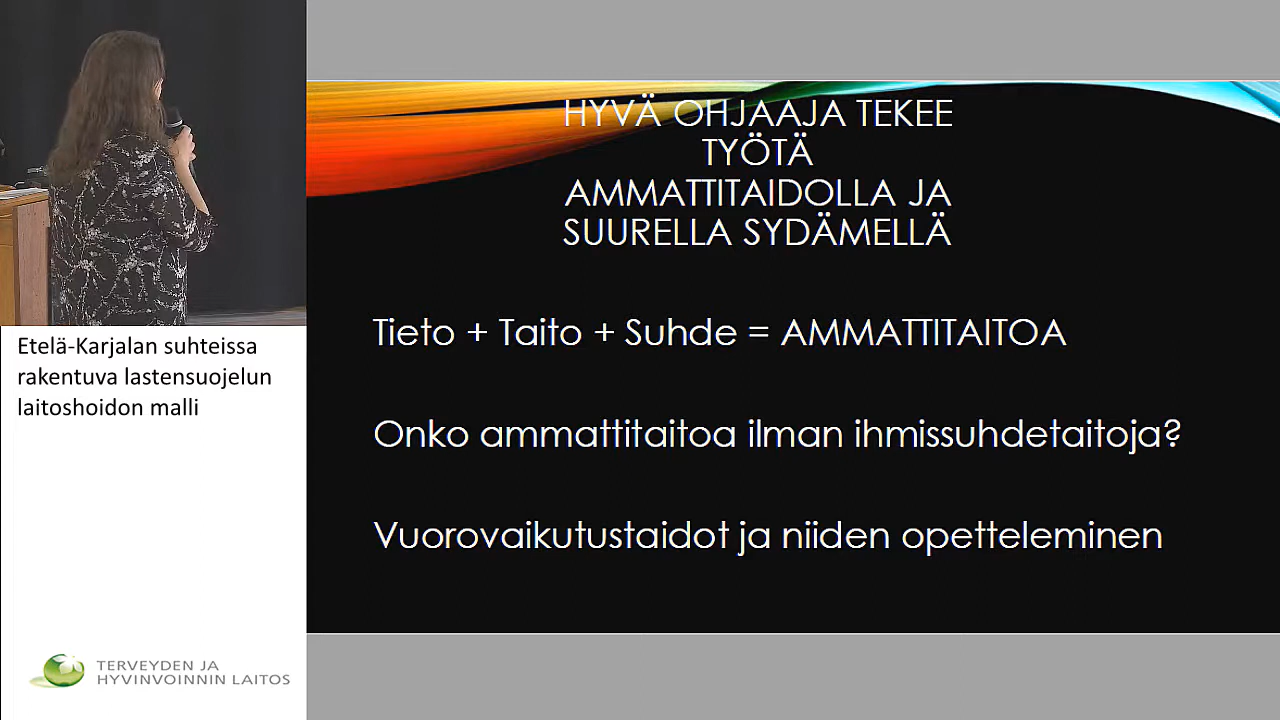 HYVÄ OHJAAJA TEKEE
TYÖTÄ
AMMATTITAIDOLLA JA
SUURELLA SYDÄMELLÄ
Tieto + Taito + Suhde = AMMATTITAITOA
Onko ammattitaitoa ilman ihmissuhdetaitoja?
Vuorovaikutustaidot ja niiden opetteleminen
Etelä-Karjalan suhteissa
rakentuva lastensuojelun
laitoshoidon malli
TERVEYDEN JA
HYVINVOINNIN LAITOS